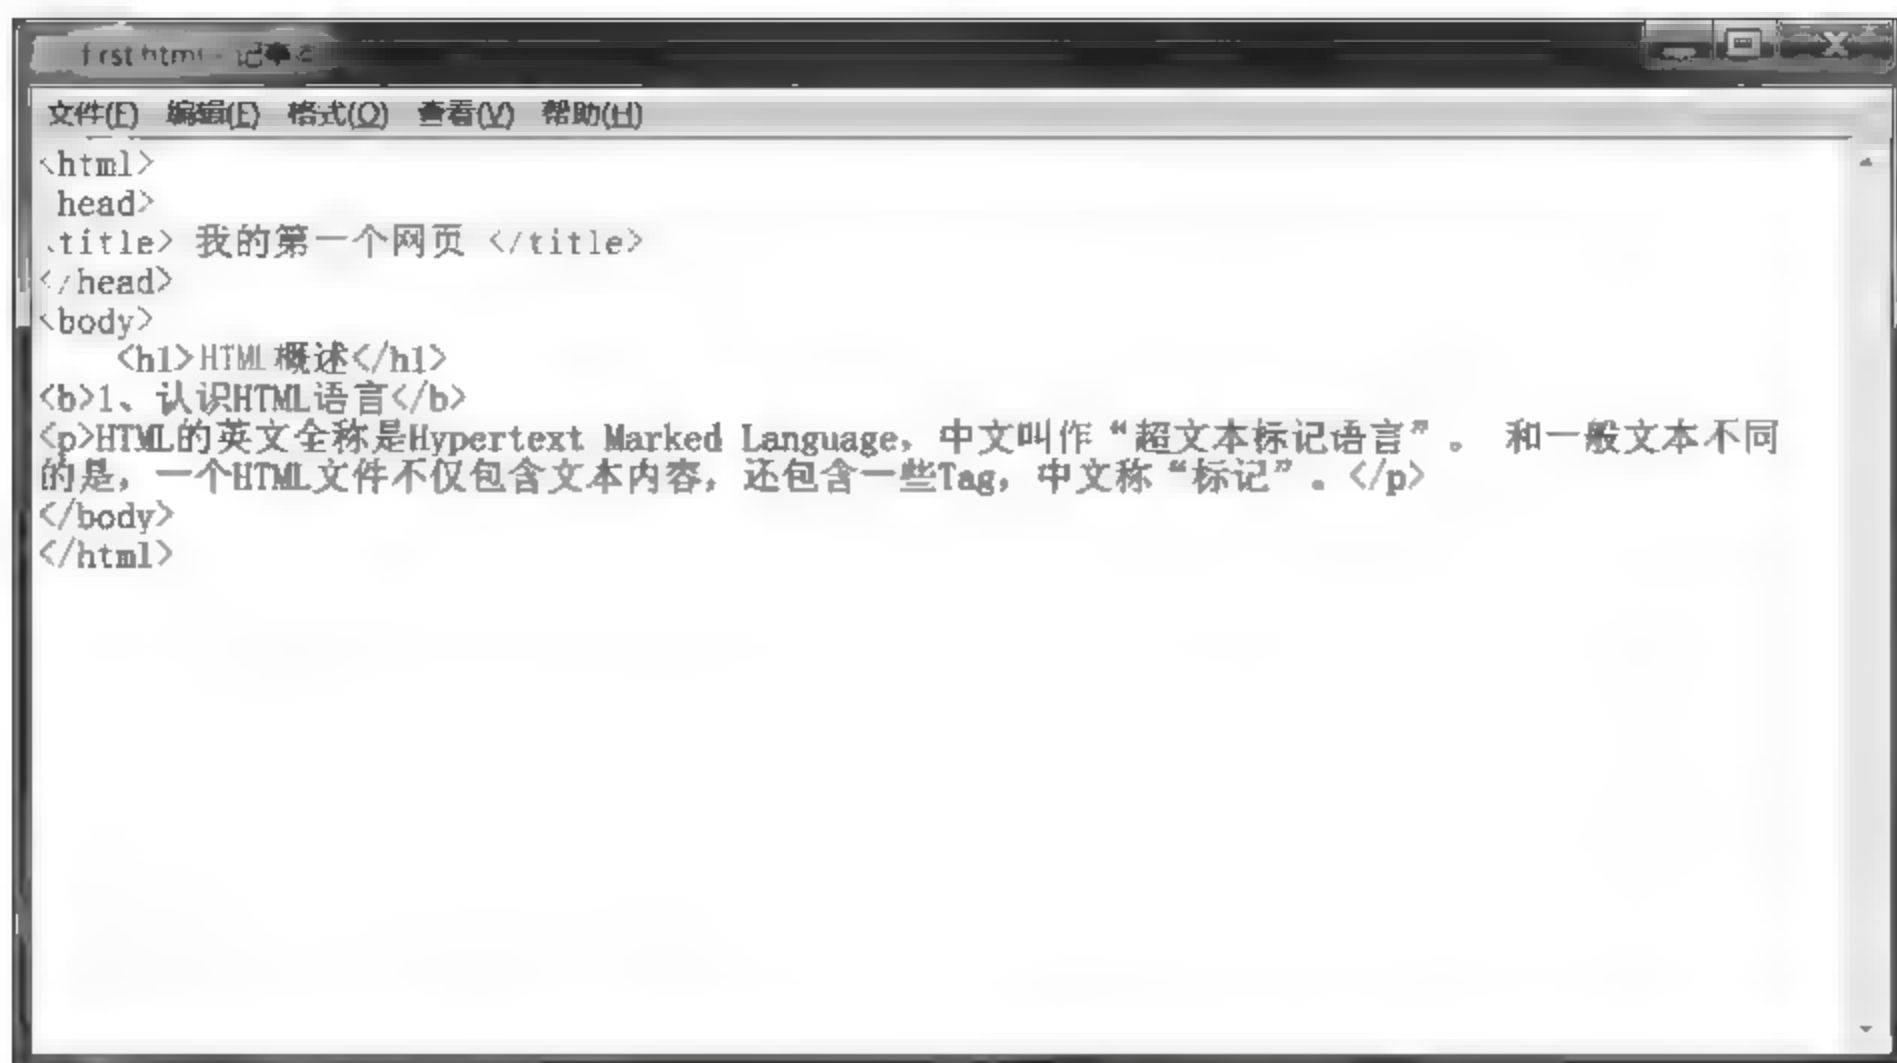 first.html - 记事本
文件(F) 编辑(E) 格式(O) 查看(V) 帮助(H)
<html>
head>
title> 我的第一个网页 </title>
</head>
<body>
<h1>HTML概述</h1>
<b>1、认识HTML语言</b>
<p>HTML的英文全称是Hypertext Marked Language，中文叫作“超文本标记语言”。 和一般文本不同
的是，一个HTML文件不仅包含文本内容，还包含一些Tag，中文称“标记”。</p>
</body>
</html>